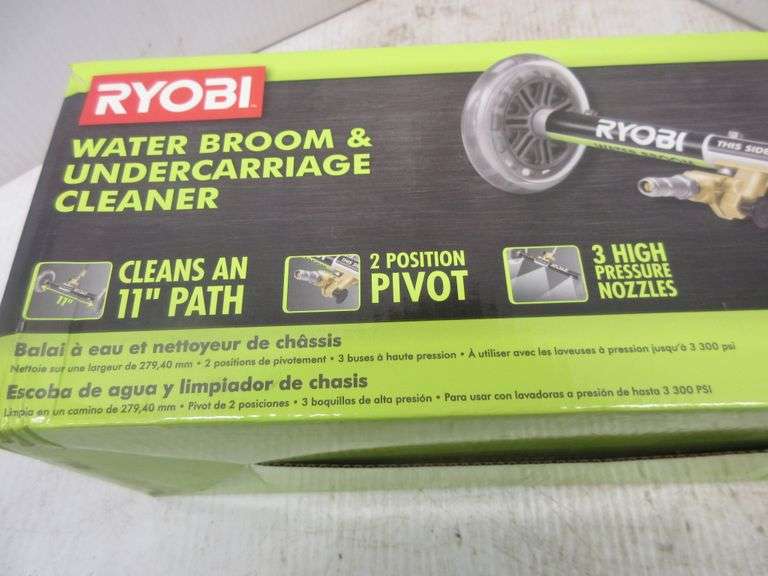 RYOBI
WATER BROOM &
UNDERCARRIAGE
CLEANER
RYOBI
THIS SIDE
11"
CLEANS AN
11" PATH
2 POSITION
PIVOT
3 HIGH
PRESSURE
NOZZLES
Balai à eau et nettoyeur de châssis
Nettoie sur une largeur de 279,40 mm • 2 positions de pivotement • 3 buses à haute pression • À utiliser avec les laveuses à pression jusqu'à 3 300 psi
Escoba de agua y limpiador de chasis
Limpia en un camino de 279,40 mm • Pivot de 2 posiciones • 3 boquillas de alta presión • Para usar con lavadoras a presión de hasta 3 300 PSI